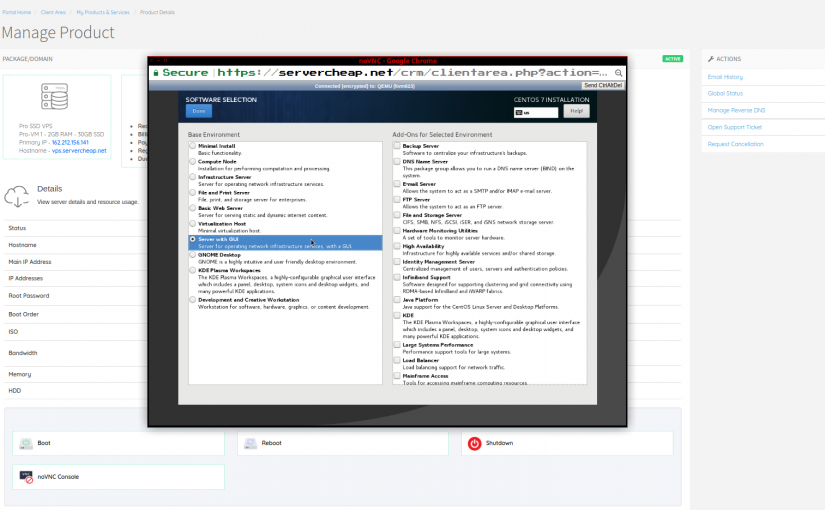 Portal Home / Client Area / My Products & Services / Product Details
Manage Product
PACKAGE/DOMAIN
ACTIVE
ACTIONS
Email History
Global Status
Manage Reverse DNS
Open Support Ticket
Request Cancellation
Pro SSD VPS
Pro-VM1 - 2GB RAM - 30GB SSD
Primary IP - 162.212.156.141
Hostname - vps.servercheap.net
Details
View server details and resource usage.
Status
Hostname
Main IP Address
IP Addresses
Root Password
Boot Order
ISO
Bandwidth
Memory
HDD
noVNC - Google Chrome
Secure | https://servercheap.net/crm/clientarea.php?action=...
Connected (encrypted) to: QEMU
Send CtrlAltDel
SOFTWARE SELECTION
Done
CENTOS 7 INSTALLATION
us
Help!
Base Environment
Minimal Install
Basic functionality.
Compute Node
Installation for performing computation and processing.
Infrastructure Server
Server for operating network infrastructure services.
File and Print Server
File, print, and storage server for enterprises.
Basic Web Server
Server for serving static and dynamic internet content.
Virtualization Host
Minimal virtualization host.
Server with GUI
Server for operating network infrastructure services, with a GUI.
GNOME Desktop
GNOME is a highly intuitive and user friendly desktop environment.
KDE Plasma Workspaces
The KDE Plasma Workspaces, a highly-configurable graphical user interface
which includes a panel, desktop, system icons and desktop widgets, and
many powerful KDE applications.
Development and Creative Workstation
Workstation for software, hardware, graphics, or content development.
Add-Ons for Selected Environment
Backup Server
Software to centralize your infrastructure's backups.
DNS Name Server
This package group allows you to run a DNS name server (BIND) on the
system.
E-mail Server
Allows the system to act as a SMTP and/or IMAP e-mail server.
FTP Server
Allows the system to act as an FTP server.
File and Storage Server
CIFS, SMB, NFS, iSCSI, iSER, and iSNS network storage server.
Hardware Monitoring Utilities
A set of tools to monitor server hardware.
High Availability
Infrastructure for highly available services and/or shared storage.
Identity Management Server
Centralized management of users, servers and authentication policies.
Infiniband Support
Software designed for supporting clustering and grid connectivity using
RDMA-based InfiniBand and iWARP fabrics.
Java Platform
Java support for the CentOS Linux Server and Desktop Platforms.
KDE
The KDE Plasma Workspaces, a highly-configurable graphical user interface
which includes a panel, desktop, system icons and desktop widgets, and
many powerful KDE applications.
Large Systems Performance
Performance support tools for large systems.
Load Balancer
Load balancing support for network traffic.
Mainframe Access
Tools for accessing mainframe computing resources.
Boot
Reboot
Shutdown
noVNC Console